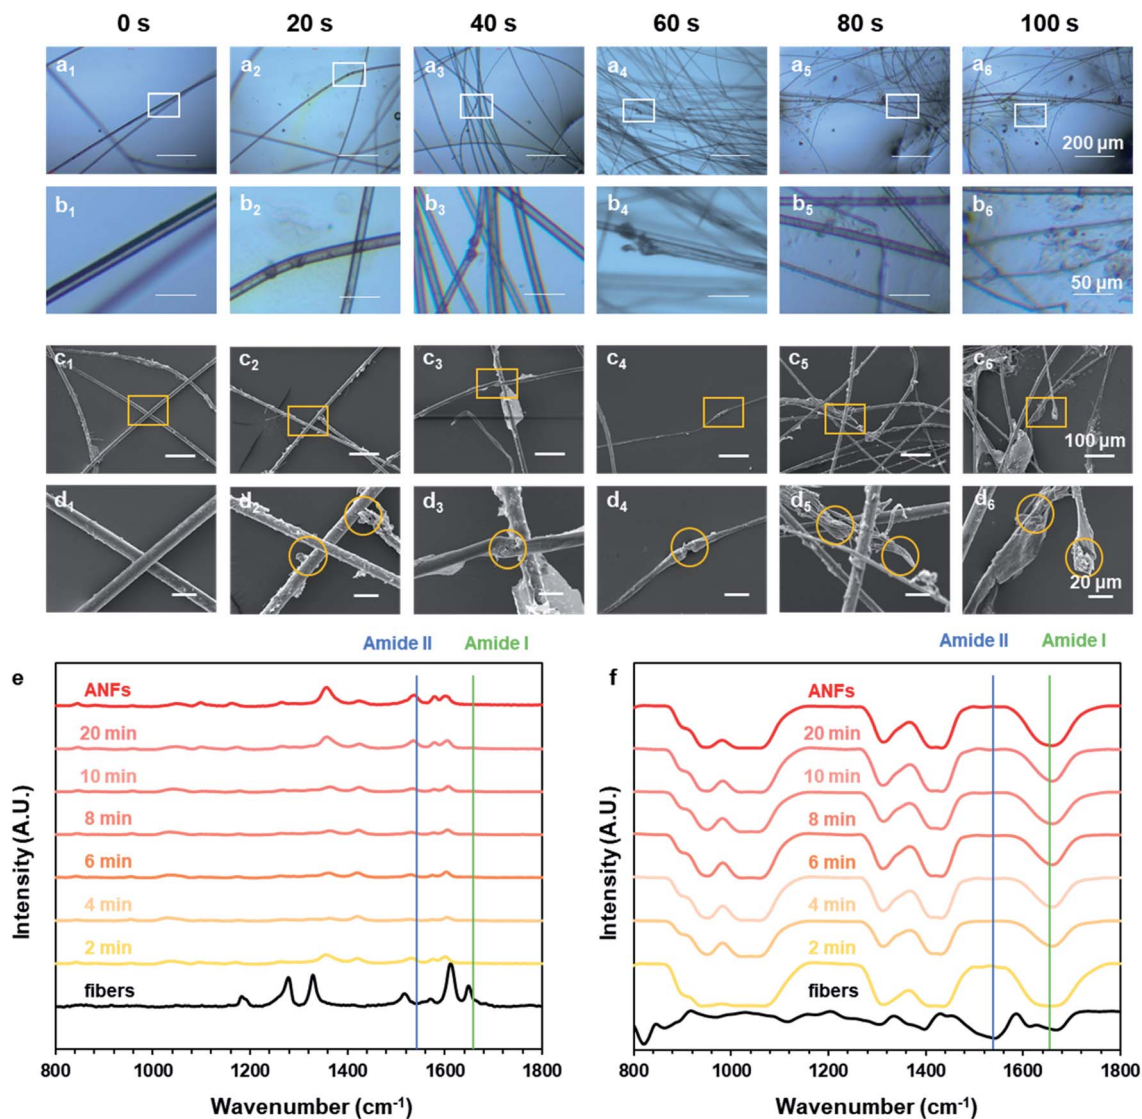 0 s 20 s 40 s 60 s 80 s 100 s
a1 a2 a3 a4 a5 a6
200 μm
b1 b2 b3 b4 b5 b6
50 μm
c1 c2 c3 c4 c5 c6
100 μm
d1 d2 d3 d4 d5 d6
20 μm
Amide II Amide I
e
ANFs
20 min
10 min
8 min
6 min
4 min
2 min
fibers
Intensity (A.U.)
800 1000 1200 1400 1600 1800
Wavenumber (cm⁻¹)
Amide II Amide I
f
ANFs
20 min
10 min
8 min
6 min
4 min
2 min
fibers
Intensity (A.U.)
800 1000 1200 1400 1600 1800
Wavenumber (cm⁻¹)